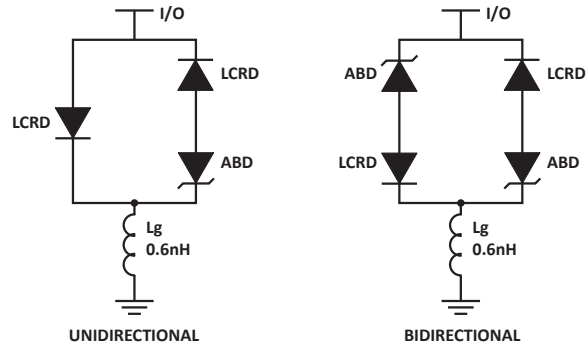 I/O
LCRD
LCRD
ABD
Lg
0.6nH
UNIDIRECTIONAL
I/O
ABD
LCRD
LCRD
ABD
Lg
0.6nH
BIDIRECTIONAL